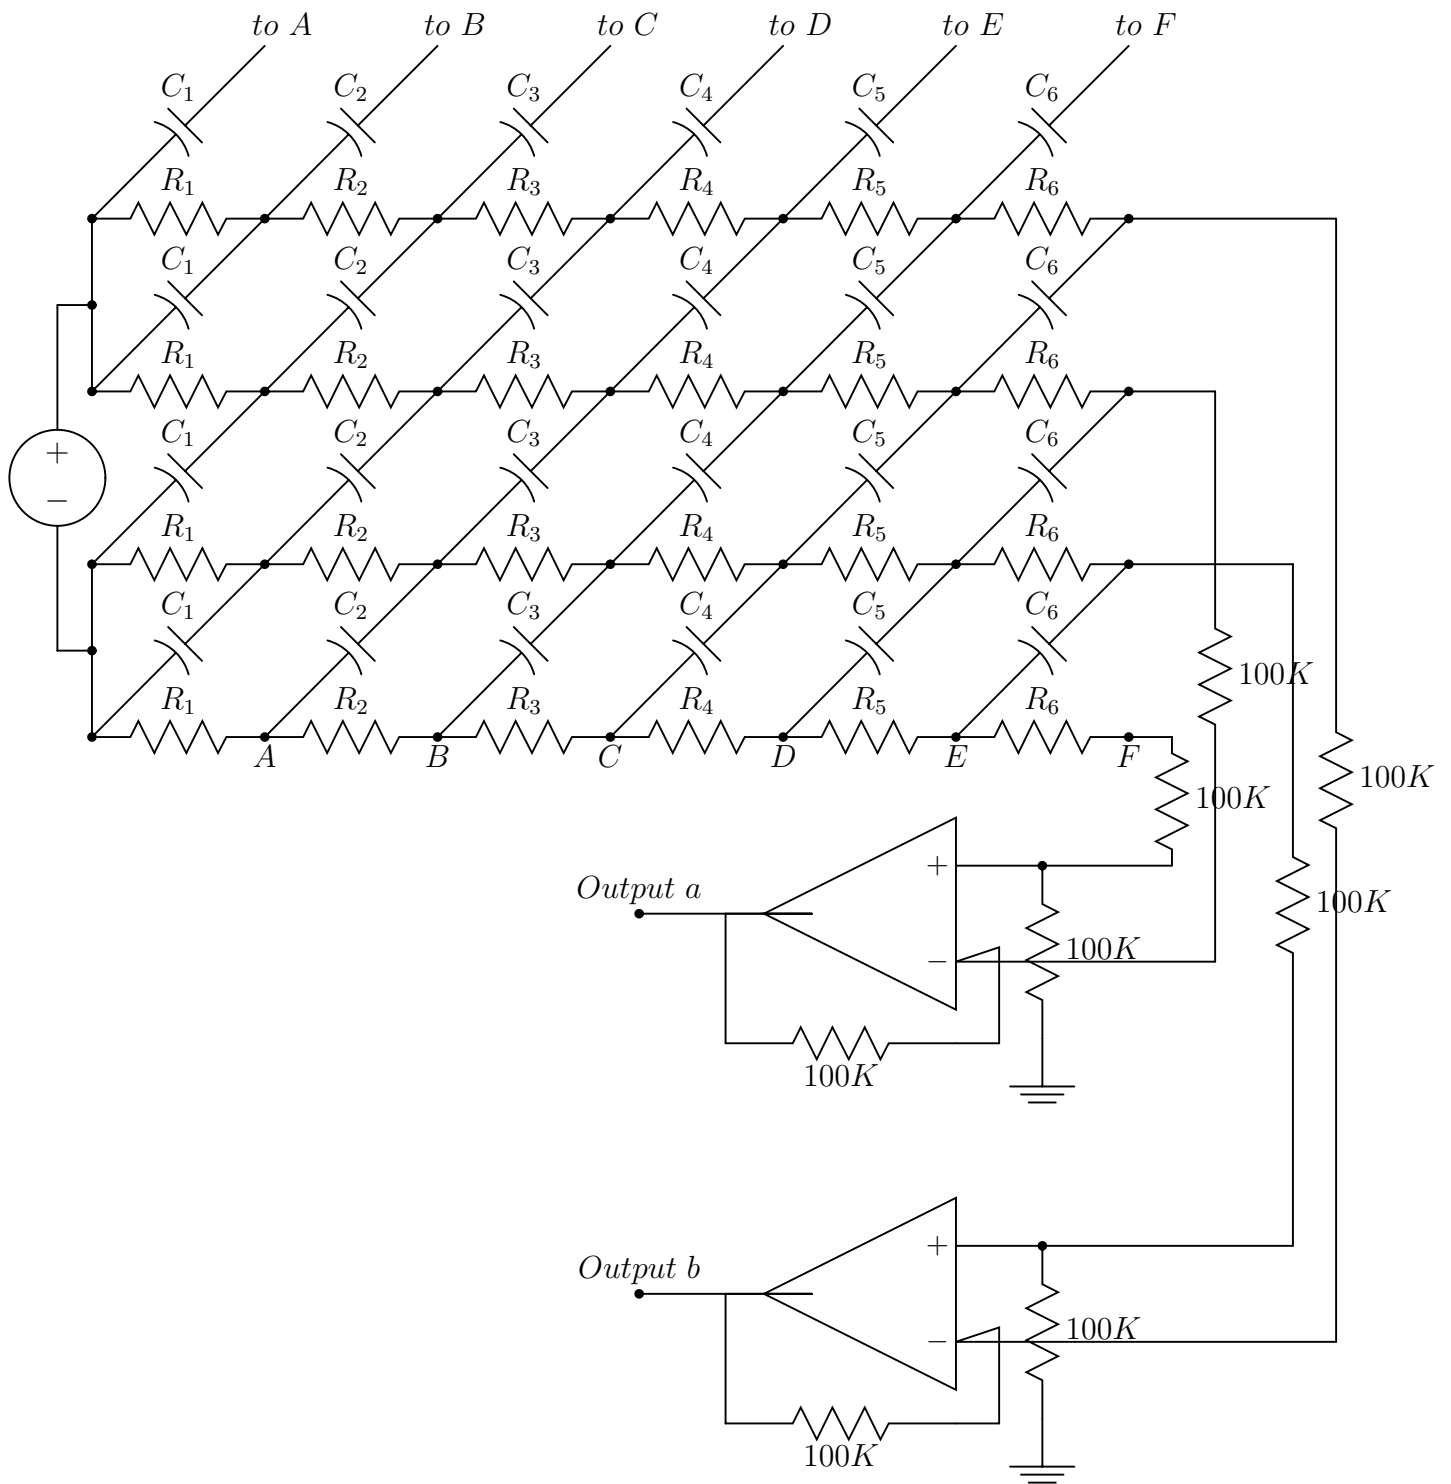 to A to B to C to D to E to F
C1 C2 C3 C4 C5 C6
R1 R2 R3 R4 R5 R6
C1 C2 C3 C4 C5 C6
R1 R2 R3 R4 R5 R6
+
−
C1 C2 C3 C4 C5 C6
R1 R2 R3 R4 R5 R6
C1 C2 C3 C4 C5 C6
100K
R1 R2 R3 R4 R5 R6
A B C D E F
100K
100K
+
Output a
100K
−
100K
100K
+
Output b
−
100K
100K